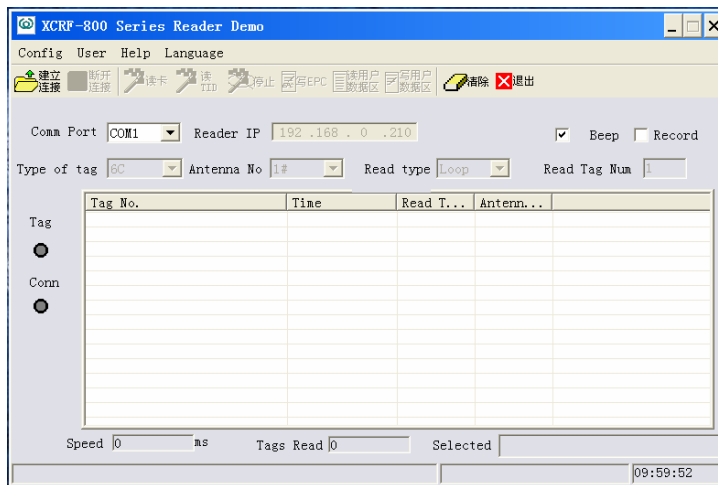 XCRF-800 Series Reader Demo
Config User Help Language
建立连接 断开连接 读卡 读TID 停止 写EPC 读用户数据区 写用户数据区 清除 退出
Comm Port COM1 Reader IP 192 .168 . 0 .210 Beep Record
Type of tag 6C Antenna No 1# Read type Loop Read Tag Num 1
Tag No. Time Read T... Antenn...
Tag
Conn
Speed 0 ms Tags Read 0 Selected
09:59:52